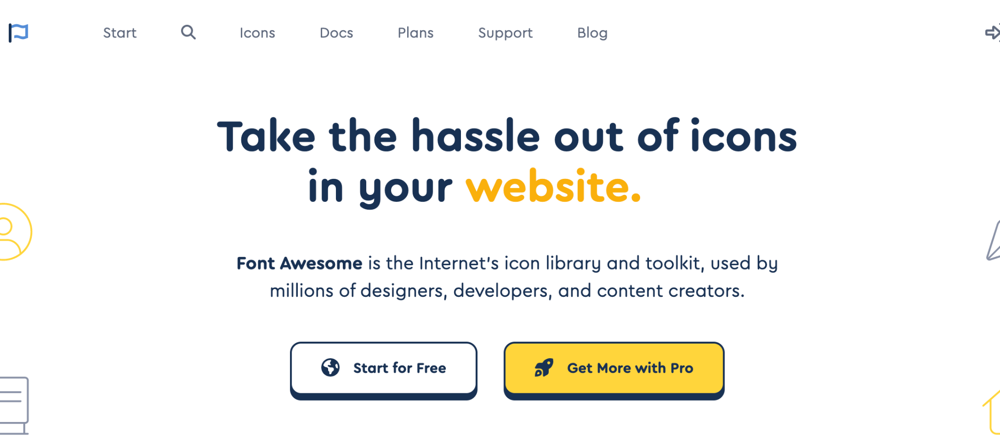 Start Icons Docs Plans Support Blog
Take the hassle out of icons
in your website.
Font Awesome is the Internet's icon library and toolkit, used by
millions of designers, developers, and content creators.
Start for Free
Get More with Pro